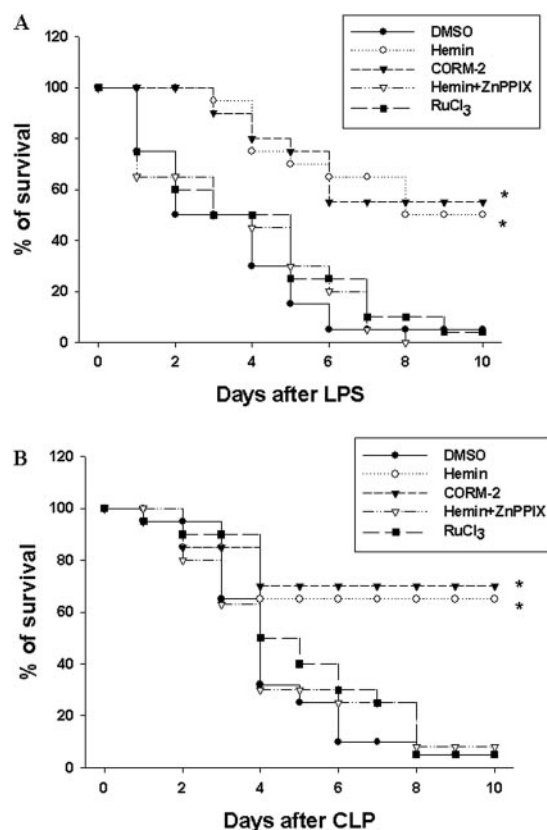 A
DMSO
Hemin
CORM-2
Hemin+ZnPPIX
RuCl3
120
100
80
60
40
20
0
% of survival
*
*
0 2 4 6 8 10
Days after LPS
B
DMSO
Hemin
CORM-2
Hemin+ZnPPIX
RuCl3
120
100
80
60
40
20
0
% of survival
*
*
0 2 4 6 8 10
Days after CLP